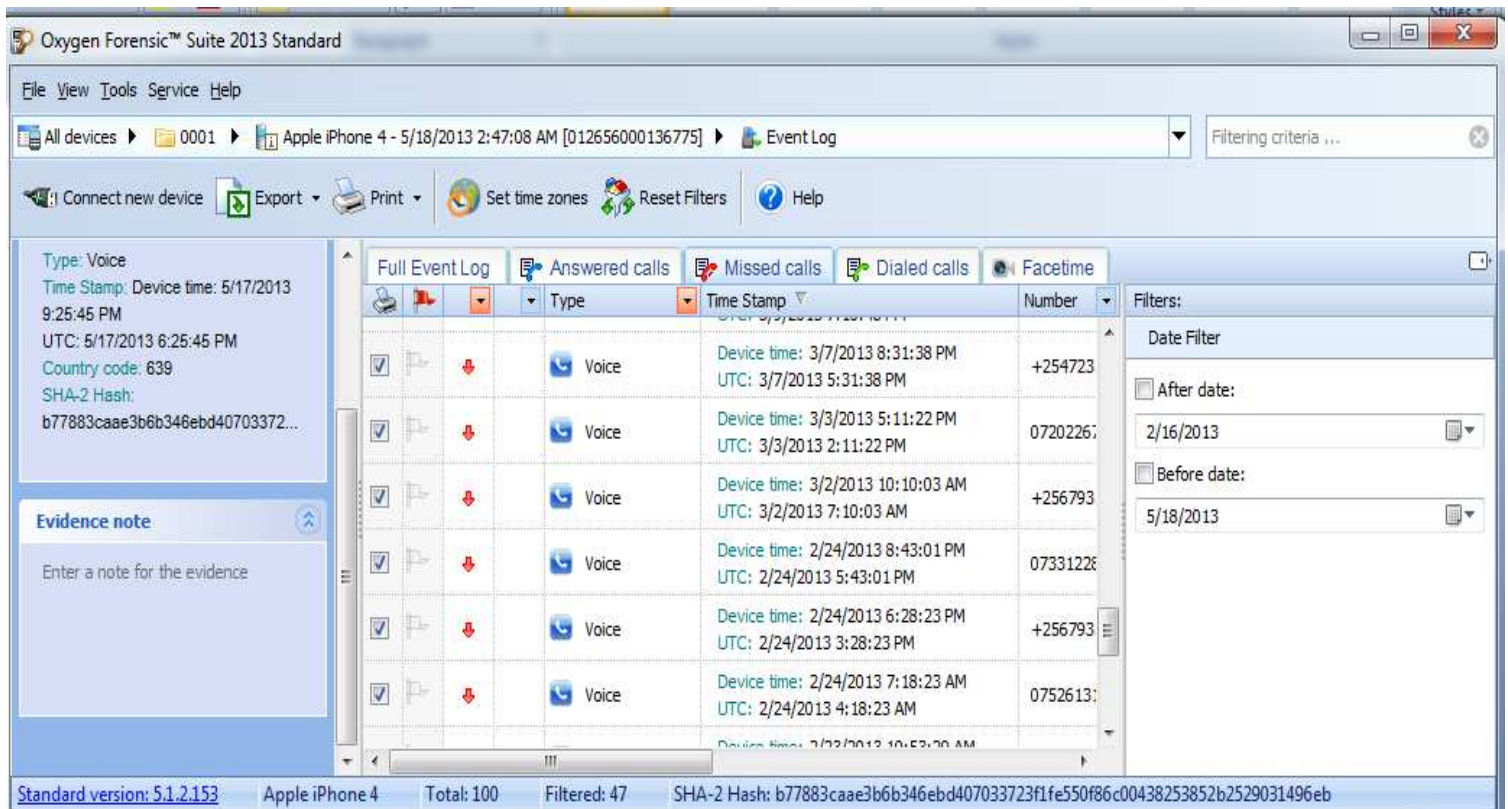 Styles
Oxygen Forensic™ Suite 2013 Standard
File View Tools Service Help
All devices 0001 Apple iPhone 4 - 5/18/2013 2:47:08 AM [012656000136775] Event Log
Filtering criteria ...
Connect new device Export Print Set time zones Reset Filters Help
Type: Voice
Time Stamp: Device time: 5/17/2013
9:25:45 PM
UTC: 5/17/2013 6:25:45 PM
Country code: 639
SHA-2 Hash:
b77883caae3b6b346ebd40703372...
Evidence note
Enter a note for the evidence
Full Event Log Answered calls Missed calls Dialed calls Facetime
Type Time Stamp Number
Voice
Device time: 3/7/2013 8:31:38 PM
UTC: 3/7/2013 5:31:38 PM
+254723
Voice
Device time: 3/3/2013 5:11:22 PM
UTC: 3/3/2013 2:11:22 PM
0720226
Voice
Device time: 3/2/2013 10:10:03 AM
UTC: 3/2/2013 7:10:03 AM
+256793
Voice
Device time: 2/24/2013 8:43:01 PM
UTC: 2/24/2013 5:43:01 PM
0733122
Voice
Device time: 2/24/2013 6:28:23 PM
UTC: 2/24/2013 3:28:23 PM
+256793
Voice
Device time: 2/24/2013 7:18:23 AM
UTC: 2/24/2013 4:18:23 AM
0752613
Device time: 2/23/2013 10:53:20 AM
Filters:
Date Filter
After date:
2/16/2013
Before date:
5/18/2013
Standard version: 5.1.2.153 Apple iPhone 4 Total: 100 Filtered: 47 SHA-2 Hash: b77883caae3b6b346ebd407033723f1fe550f86c00438253852b2529031496eb